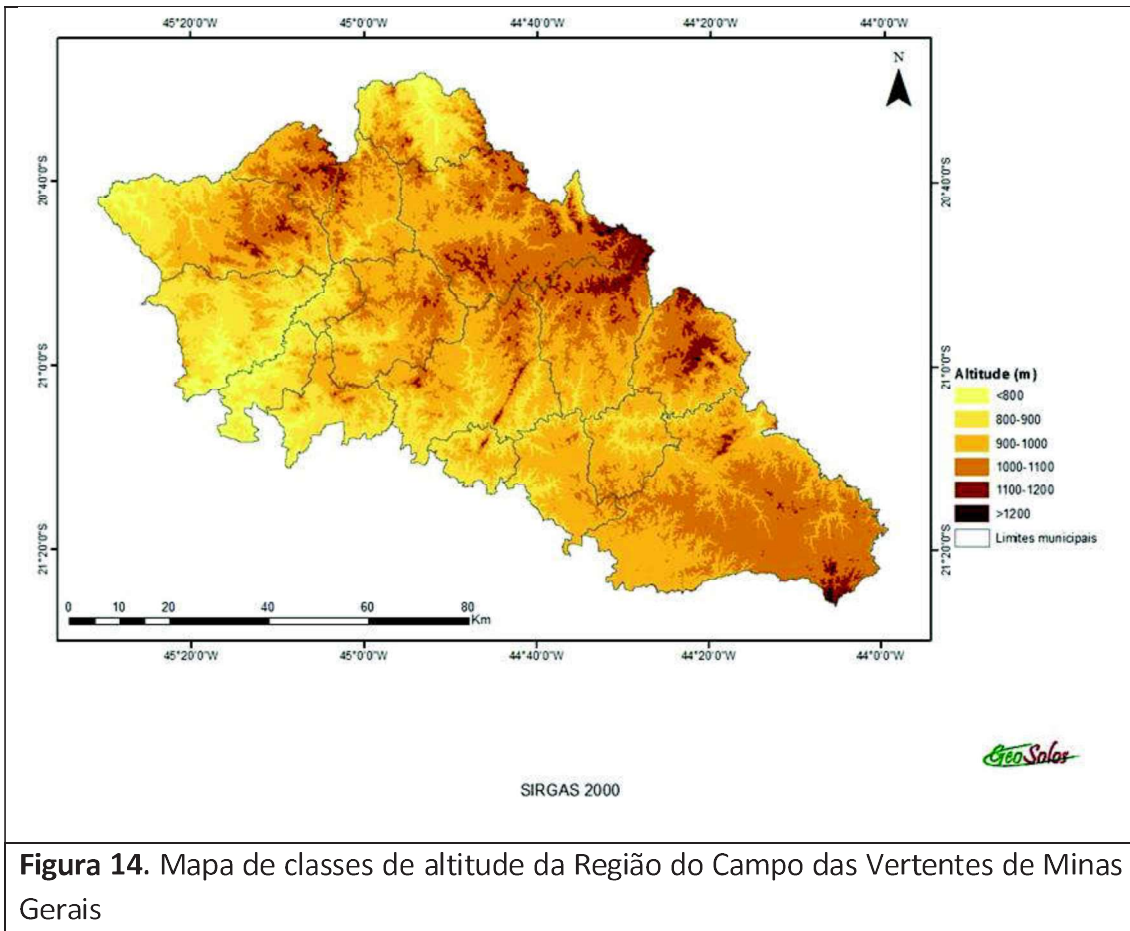 45°20'0"W 45°0'0"W 44°40'0"W 44°20'0"W 44°0'0"W
N
20°40'0"S
20°40'0"S
21°0'0"S
21°0'0"S
21°20'0"S
21°20'0"S
Altitude (m)
<800
800-900
900-1000
1000-1100
1100-1200
>1200
Limites municipais
0 10 20 40 60 80
Km
45°20'0"W 45°0'0"W 44°40'0"W 44°20'0"W 44°0'0"W
GeoSolos
SIRGAS 2000
Figura 14. Mapa de classes de altitude da Região do Campo das Vertentes de Minas
Gerais